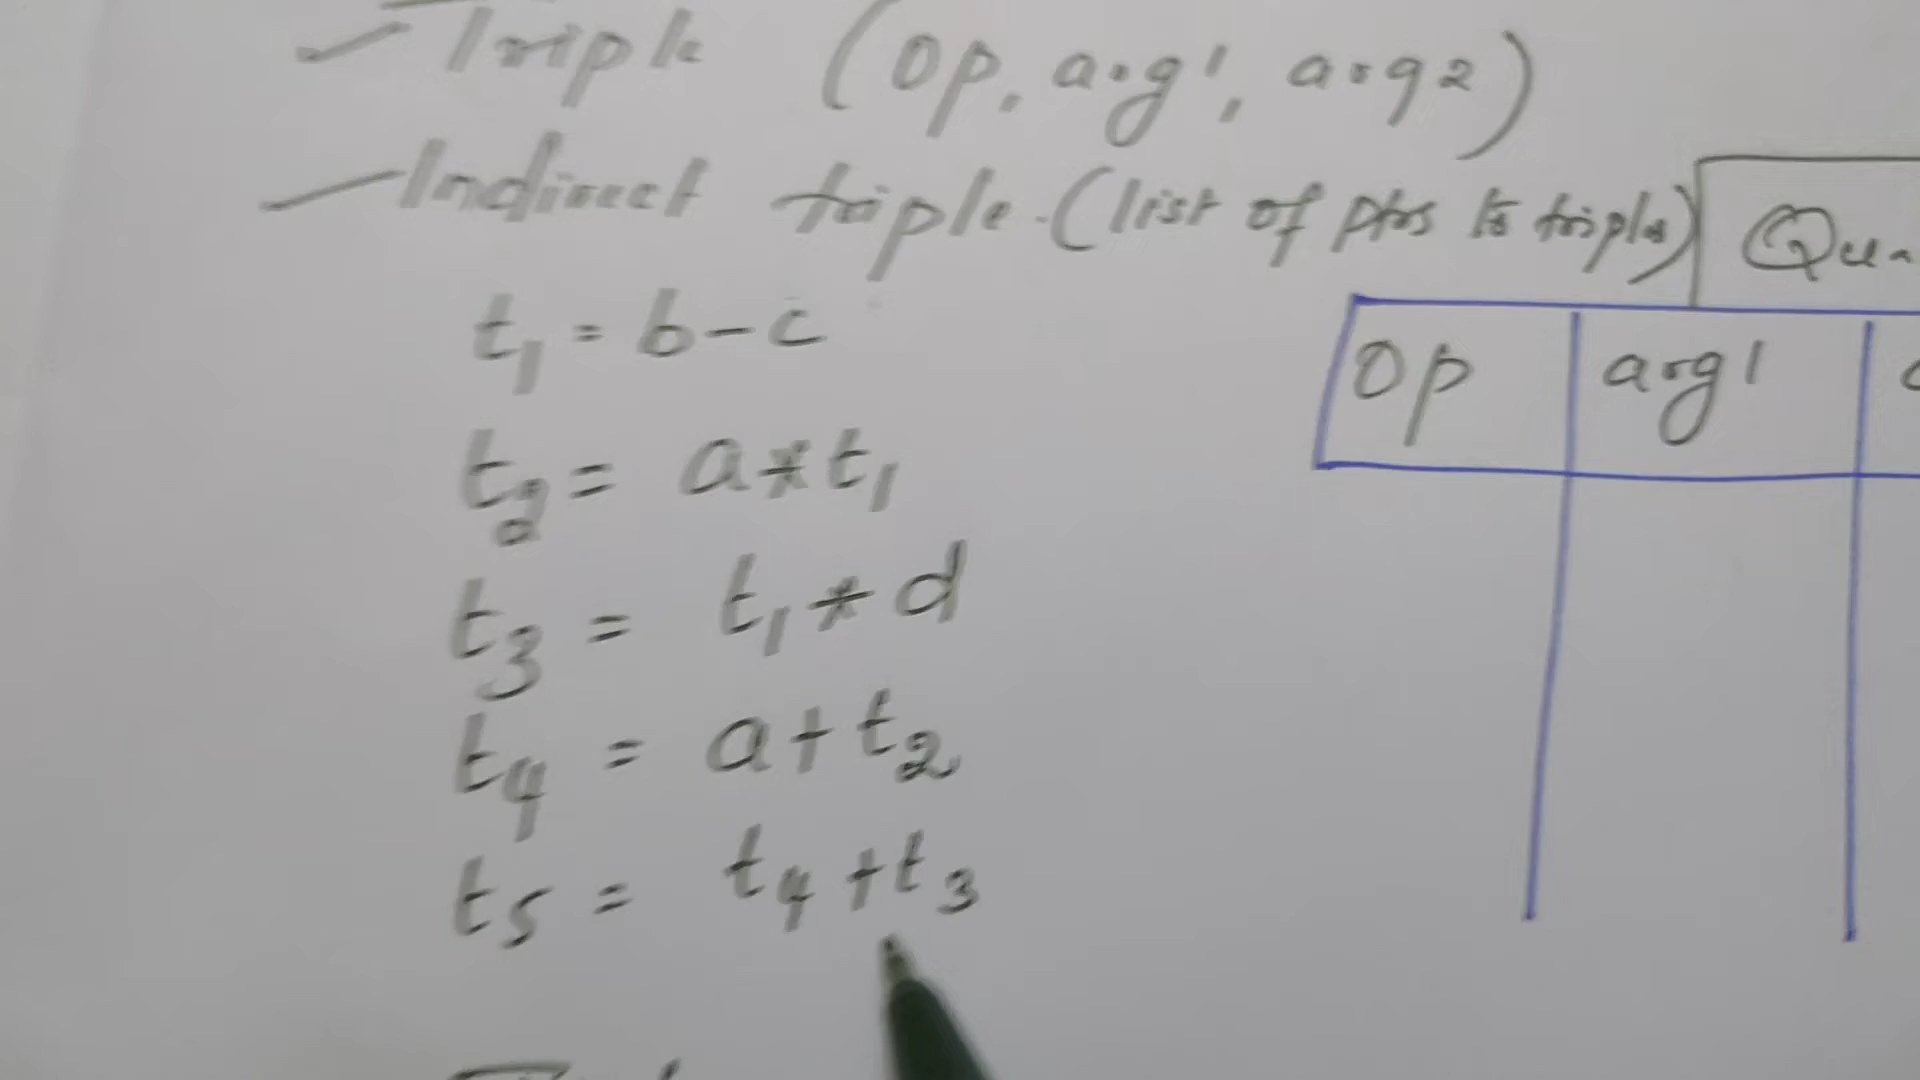 Triple (Op, arg1, arg2)
Indirect triple. (list of ptrs to triples)
t1 = b - c
t2 = a * t1
t3 = t1 * d
t4 = a + t2
t5 = t4 + t3
Op arg1